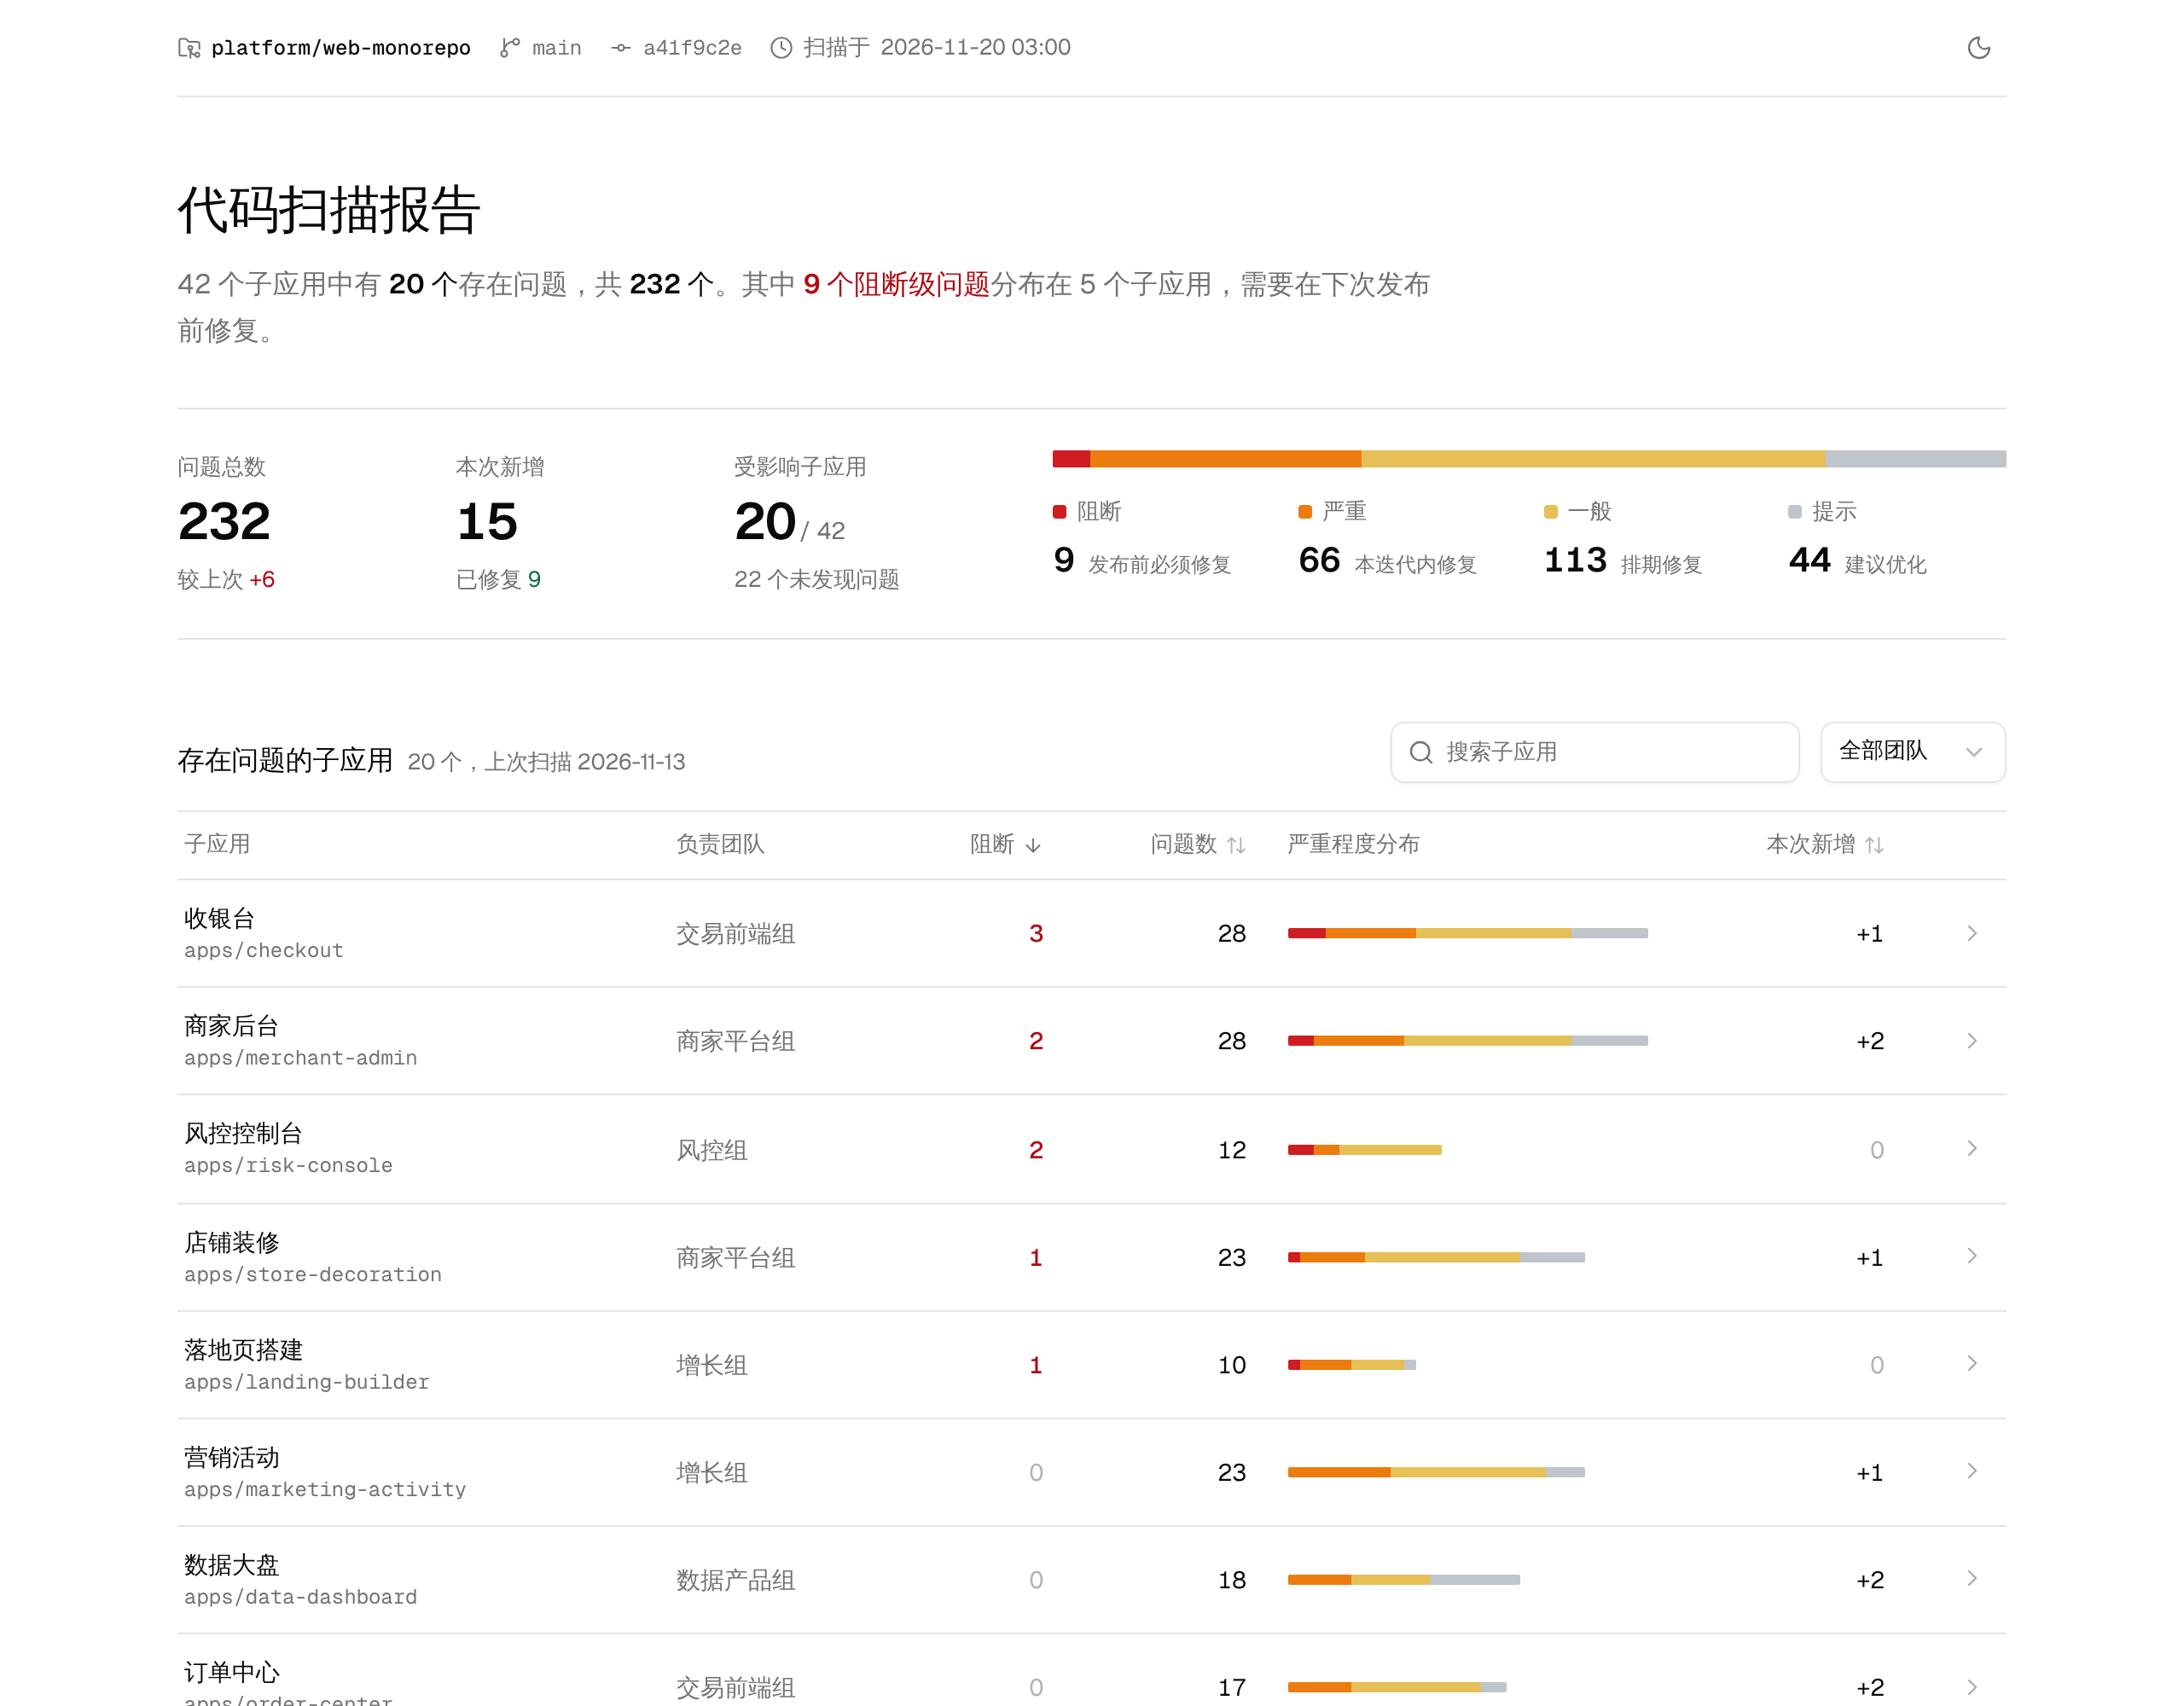 platform/web-monorepo main a41f9c2e 扫描于 2026-11-20 03:00
代码扫描报告
42 个子应用中有 20 个存在问题，共 232 个。其中 9 个阻断级问题分布在 5 个子应用，需要在下次发布
前修复。
问题总数
232
较上次 +6
本次新增
15
已修复 9
受影响子应用
20 / 42
22 个未发现问题
阻断
9 发布前必须修复
严重
66 本迭代内修复
一般
113 排期修复
提示
44 建议优化
存在问题的子应用 20 个，上次扫描 2026-11-13
搜索子应用
全部团队
子应用 负责团队 阻断 问题数 严重程度分布 本次新增
收银台
apps/checkout
交易前端组 3 28 +1
商家后台
apps/merchant-admin
商家平台组 2 28 +2
风控控制台
apps/risk-console
风控组 2 12 0
店铺装修
apps/store-decoration
商家平台组 1 23 +1
落地页搭建
apps/landing-builder
增长组 1 10 0
营销活动
apps/marketing-activity
增长组 0 23 +1
数据大盘
apps/data-dashboard
数据产品组 0 18 +2
订单中心
apps/order-center
交易前端组 0 17 +2